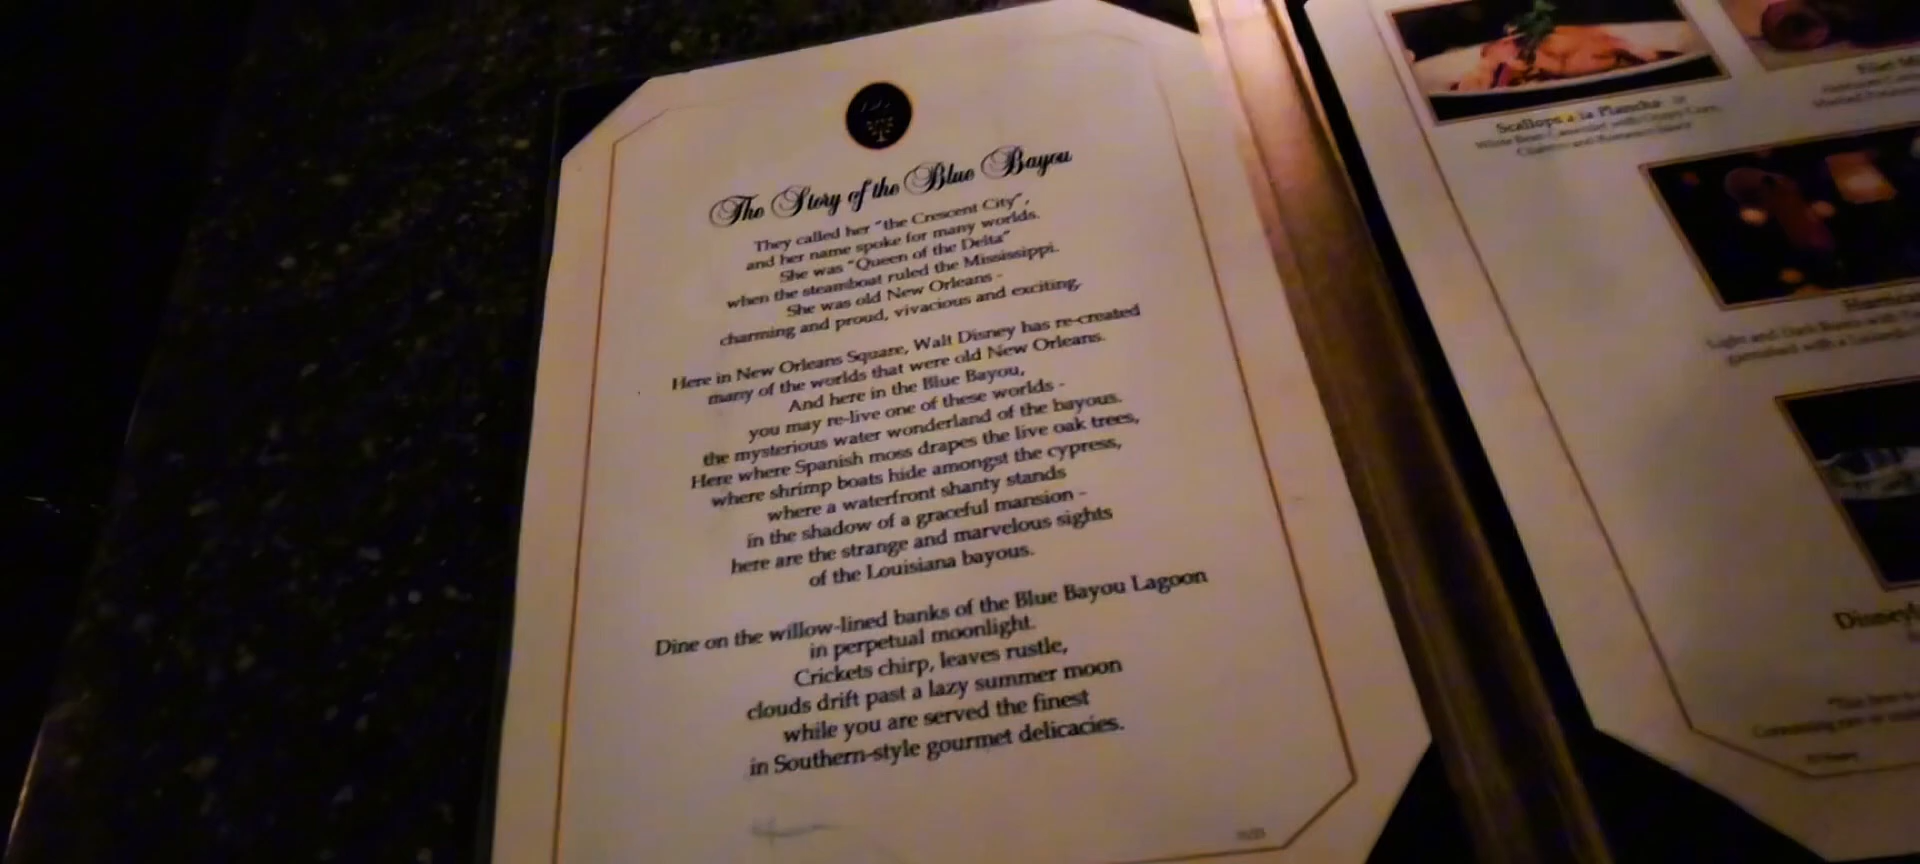 The Story of the Blue Bayou
They called her "the Crescent City",
and her name spoke for many worlds.
She was "Queen of the Delta"
when the steamboat ruled the Mississippi.
She was old New Orleans -
charming and proud, vivacious and exciting.
Here in New Orleans Square, Walt Disney has re-created
many of the worlds that were old New Orleans.
And here in the Blue Bayou,
you may re-live one of these worlds -
the mysterious water wonderland of the bayous.
Here where Spanish moss drapes the live oak trees,
where shrimp boats hide amongst the cypress,
where a waterfront shanty stands
in the shadow of a graceful mansion -
here are the strange and marvelous sights
of the Louisiana bayous.
Dine on the willow-lined banks of the Blue Bayou Lagoon
in perpetual moonlight.
Crickets chirp, leaves rustle,
clouds drift past a lazy summer moon
while you are served the finest
in Southern-style gourmet delicacies.
Scallops a la Plancha